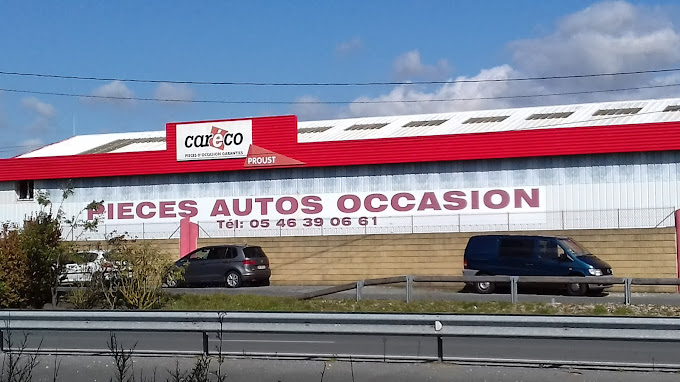 careco
PIECES D'OCCASION GARANTIES
PROUST
PIECES AUTOS OCCASION
Tél: 05 46 39 06 61